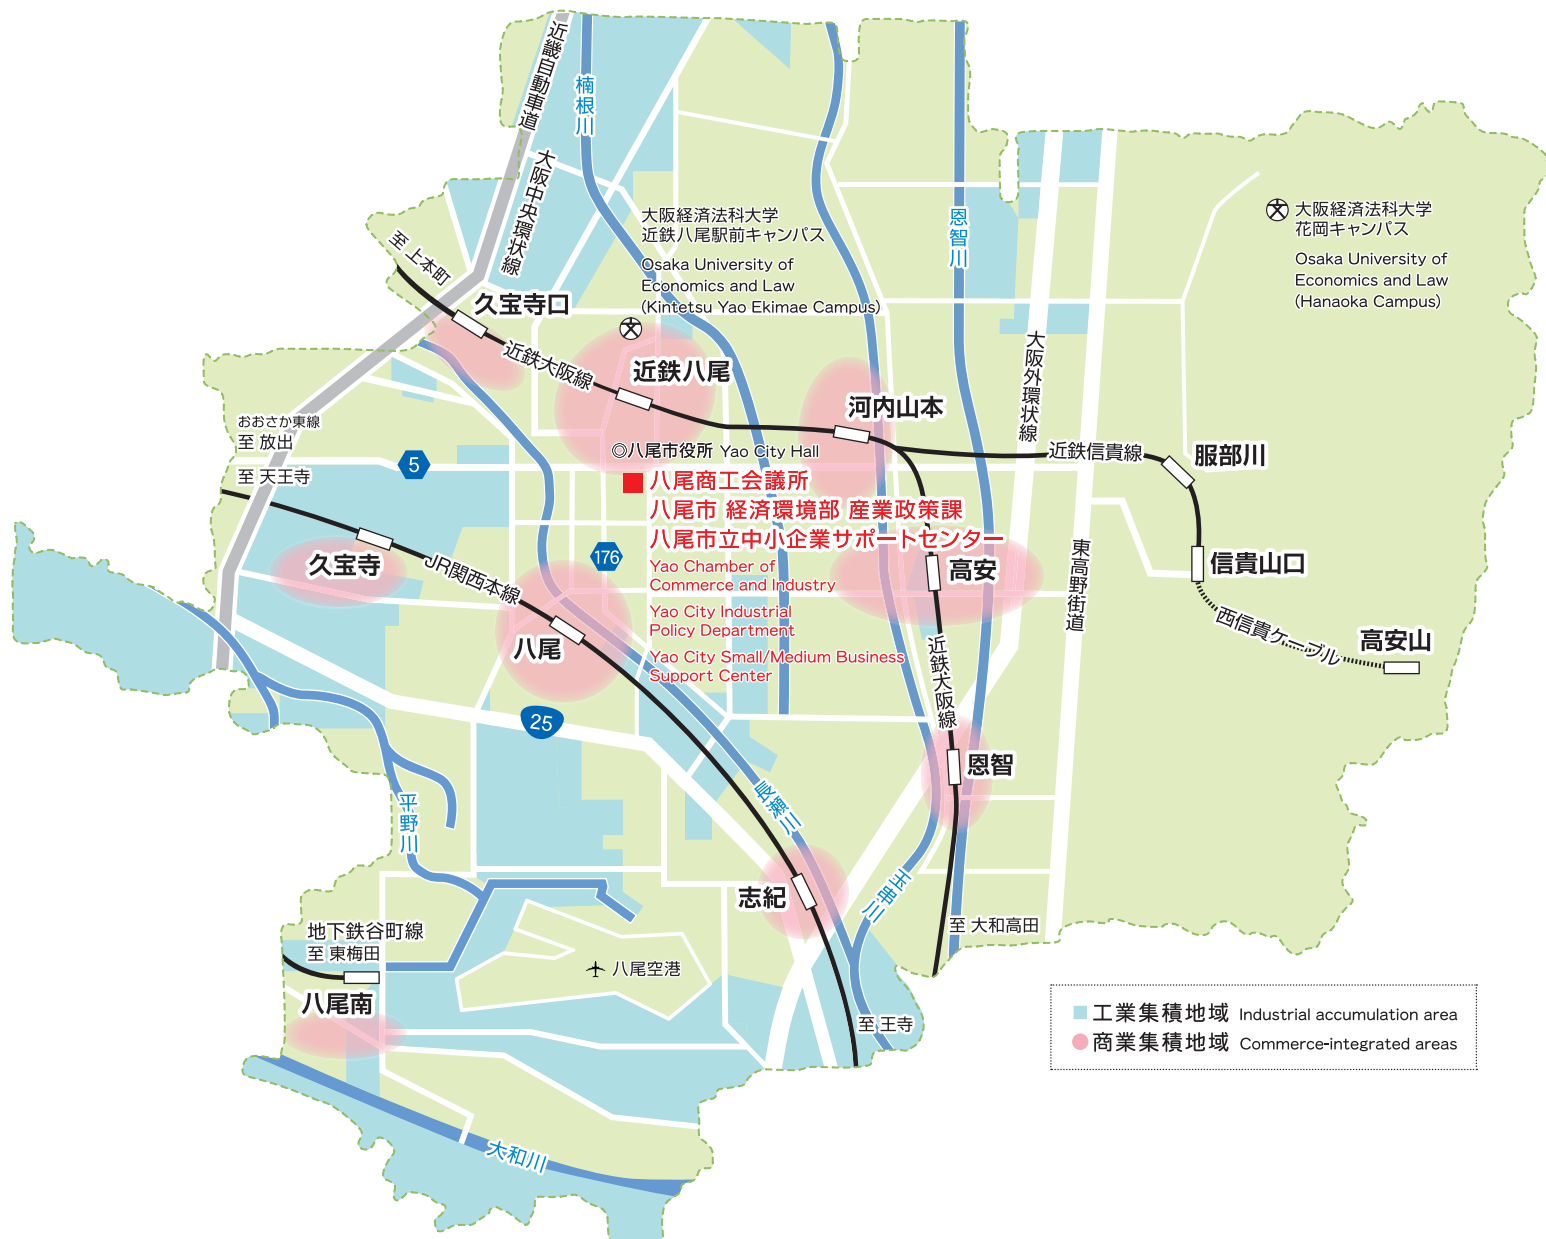 近畿自動車道
楠根川
大阪中央環状線
大阪経済法科大学
近鉄八尾駅前キャンパス
Osaka University of
Economics and Law
(Kintetsu Yao Ekimae Campus)
恩智川
大阪経済法科大学
花岡キャンパス
Osaka University of
Economics and Law
(Hanaoka Campus)
至 上本町
久宝寺口
近鉄大阪線
近鉄八尾
河内山本
大阪外環状線
おおさか東線
至 放出
至 天王寺
5
◎八尾市役所 Yao City Hall
近鉄信貴線
服部川
八尾商工会議所
八尾市 経済環境部 産業政策課
八尾市立中小企業サポートセンター
Yao Chamber of
Commerce and Industry
Yao City Industrial
Policy Department
Yao City Small/Medium Business
Support Center
176
久宝寺
JR関西本線
八尾
高安
東高野街道
信貴山口
西信貴ケーブル
高安山
近鉄大阪線
25
恩智
平野川
長瀬川
志紀
玉串川
至 大和高田
地下鉄谷町線
至 東梅田
八尾南
八尾空港
至 王寺
大和川
工業集積地域 Industrial accumulation area
商業集積地域 Commerce-integrated areas